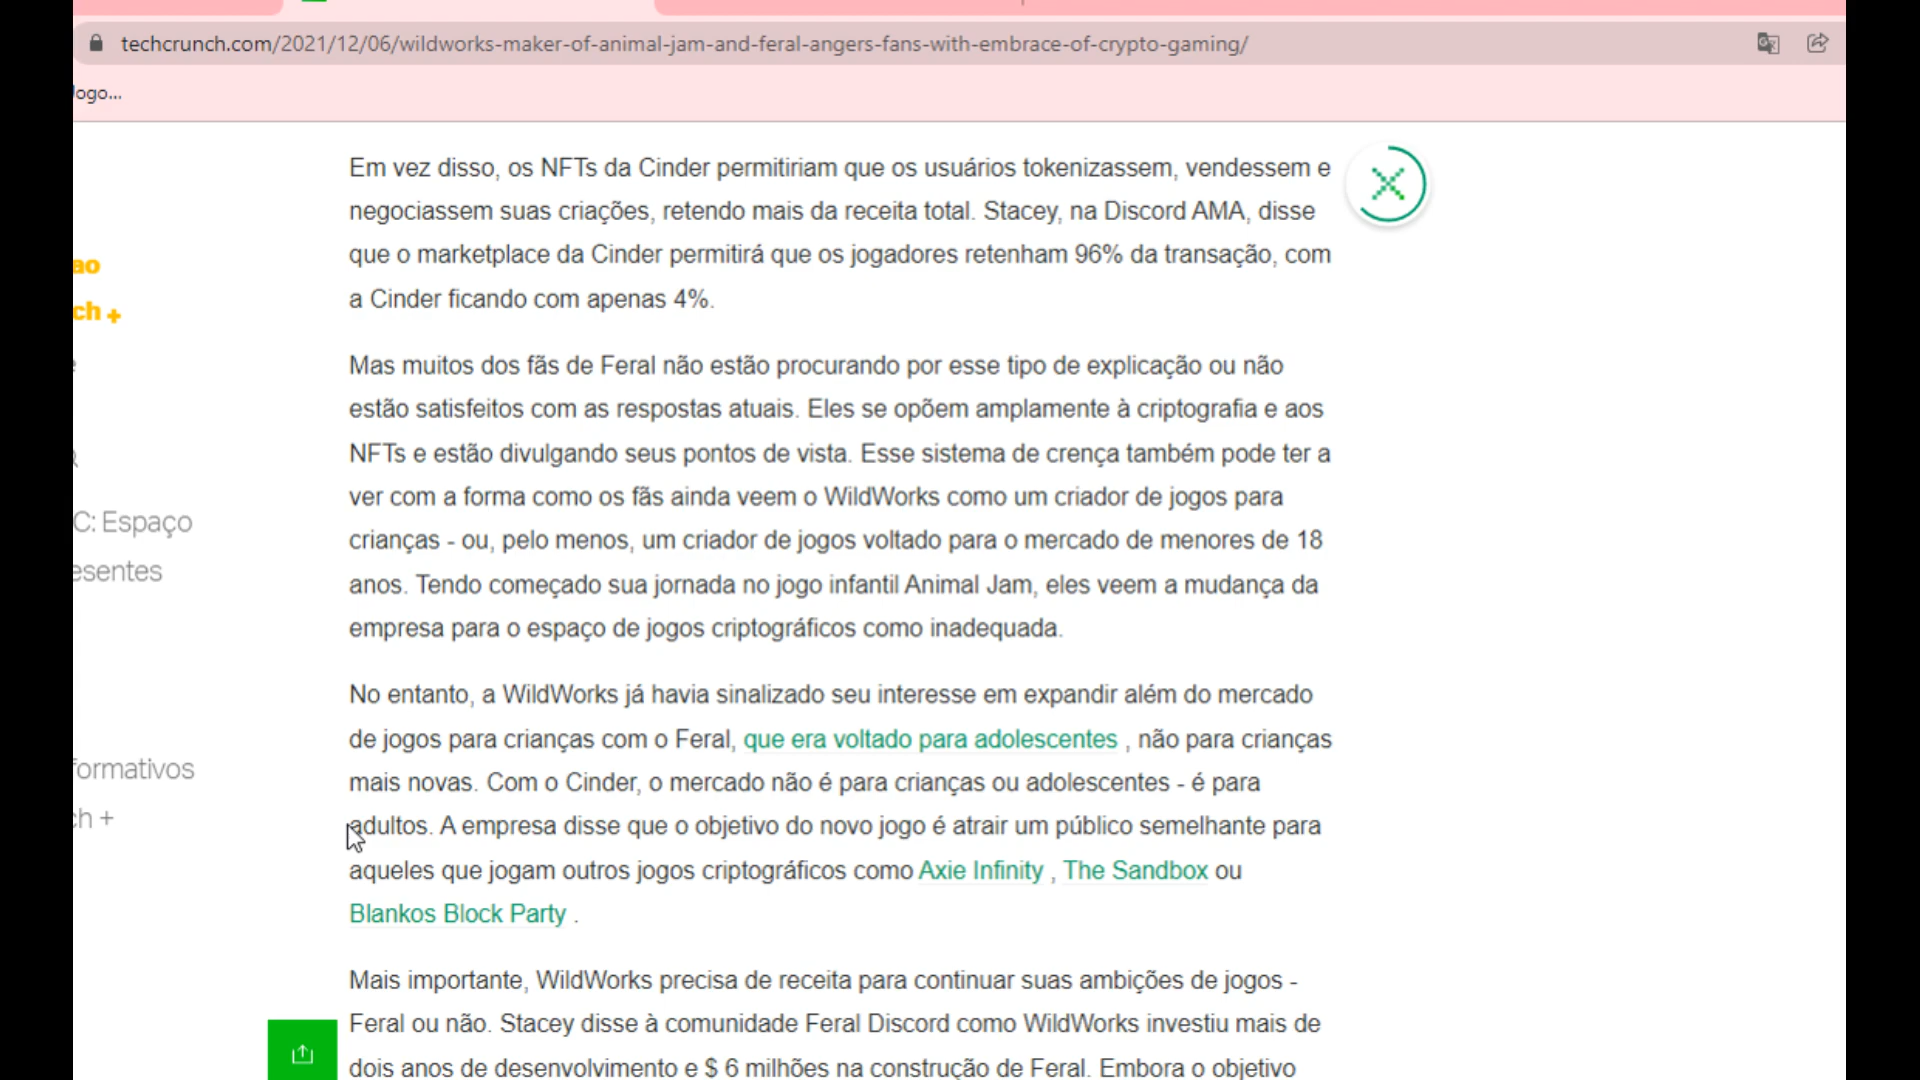 techcrunch.com/2021/12/06/wildworks-maker-of-animal-jam-and-feral-angers-fans-with-embrace-of-crypto-gaming/
ogo...
ao
ch +
C: Espaço
esentes
formativos
ch +
Em vez disso, os NFTs da Cinder permitiriam que os usuários tokenizassem, vendessem e
negociassem suas criações, retendo mais da receita total. Stacey, na Discord AMA, disse
que o marketplace da Cinder permitirá que os jogadores retenham 96% da transação, com
a Cinder ficando com apenas 4%.
Mas muitos dos fãs de Feral não estão procurando por esse tipo de explicação ou não
estão satisfeitos com as respostas atuais. Eles se opõem amplamente à criptografia e aos
NFTs e estão divulgando seus pontos de vista. Esse sistema de crença também pode ter a
ver com a forma como os fãs ainda veem o WildWorks como um criador de jogos para
crianças - ou, pelo menos, um criador de jogos voltado para o mercado de menores de 18
anos. Tendo começado sua jornada no jogo infantil Animal Jam, eles veem a mudança da
empresa para o espaço de jogos criptográficos como inadequada.
No entanto, a WildWorks já havia sinalizado seu interesse em expandir além do mercado
de jogos para crianças com o Feral, que era voltado para adolescentes , não para crianças
mais novas. Com o Cinder, o mercado não é para crianças ou adolescentes - é para
adultos. A empresa disse que o objetivo do novo jogo é atrair um público semelhante para
aqueles que jogam outros jogos criptográficos como Axie Infinity , The Sandbox ou
Blankos Block Party .
Mais importante, WildWorks precisa de receita para continuar suas ambições de jogos -
Feral ou não. Stacey disse à comunidade Feral Discord como WildWorks investiu mais de
dois anos de desenvolvimento e $ 6 milhões na construção de Feral. Embora o objetivo